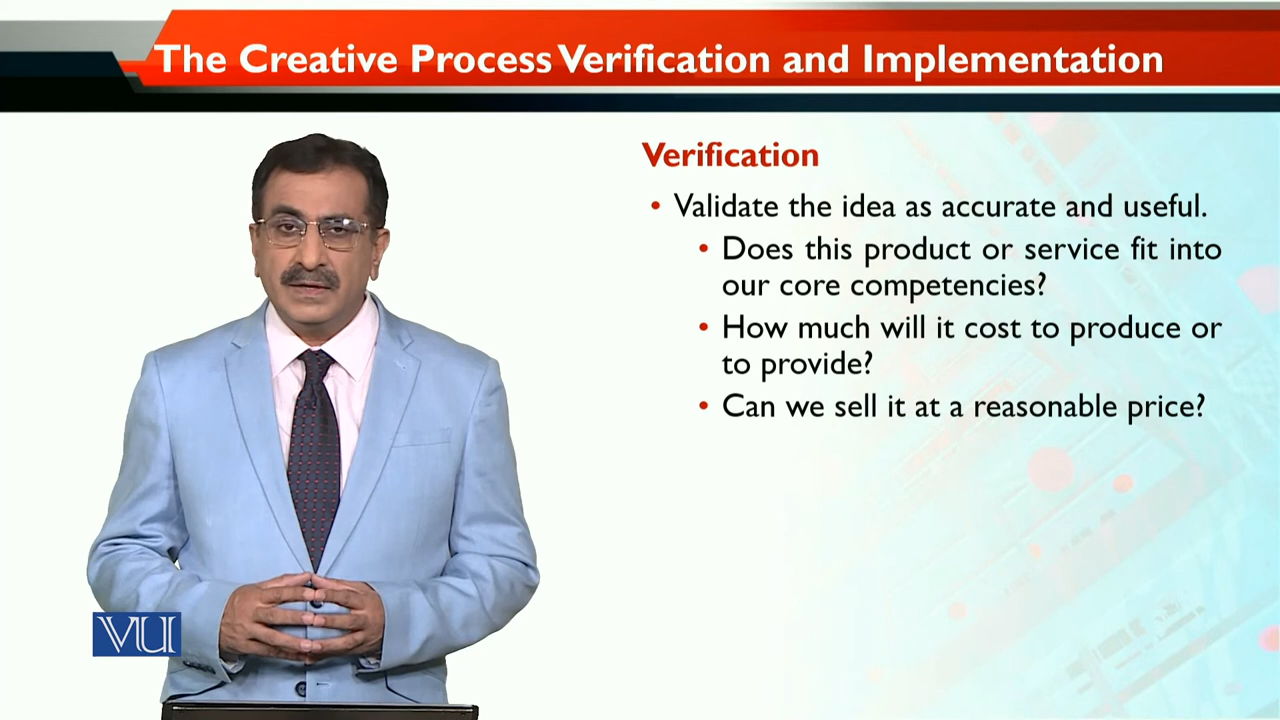 The Creative Process Verification and Implementation
Verification
• Validate the idea as accurate and useful.
• Does this product or service fit into
our core competencies?
• How much will it cost to produce or
to provide?
• Can we sell it at a reasonable price?
VU